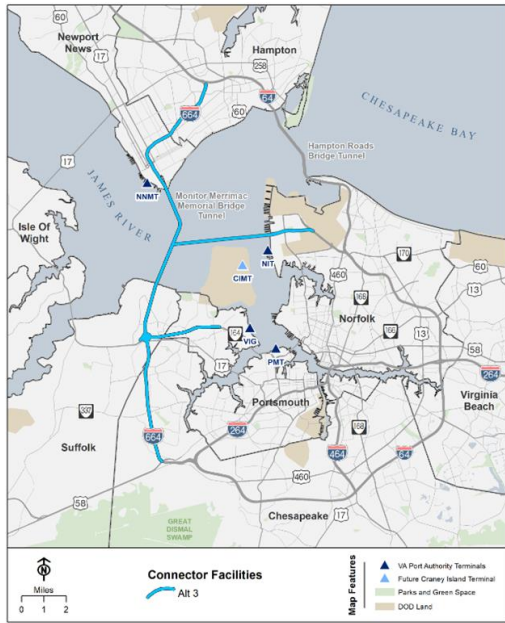 Newport
News
17
Hampton
258
64
664
60
CHESAPEAKE BAY
Hampton Roads
Bridge Tunnel
17
NNMT
Monitor Merrimac
Memorial Bridge
Tunnel
JAMES RIVER
Isle Of
Wight
NIT
CIMT
170
60
460
13
165
Norfolk
164
VIG
166
13
17
PMT
58
264
Virginia
Beach
Portsmouth
337
664
264
168
Suffolk
464
64
58
460
GREAT
DISMAL
SWAMP
Chesapeake
17
N
Miles
0 1 2
Connector Facilities
Alt 3
Map Features
VA Port Authority Terminals
Future Craney Island Terminal
Parks and Green Space
DOD Land